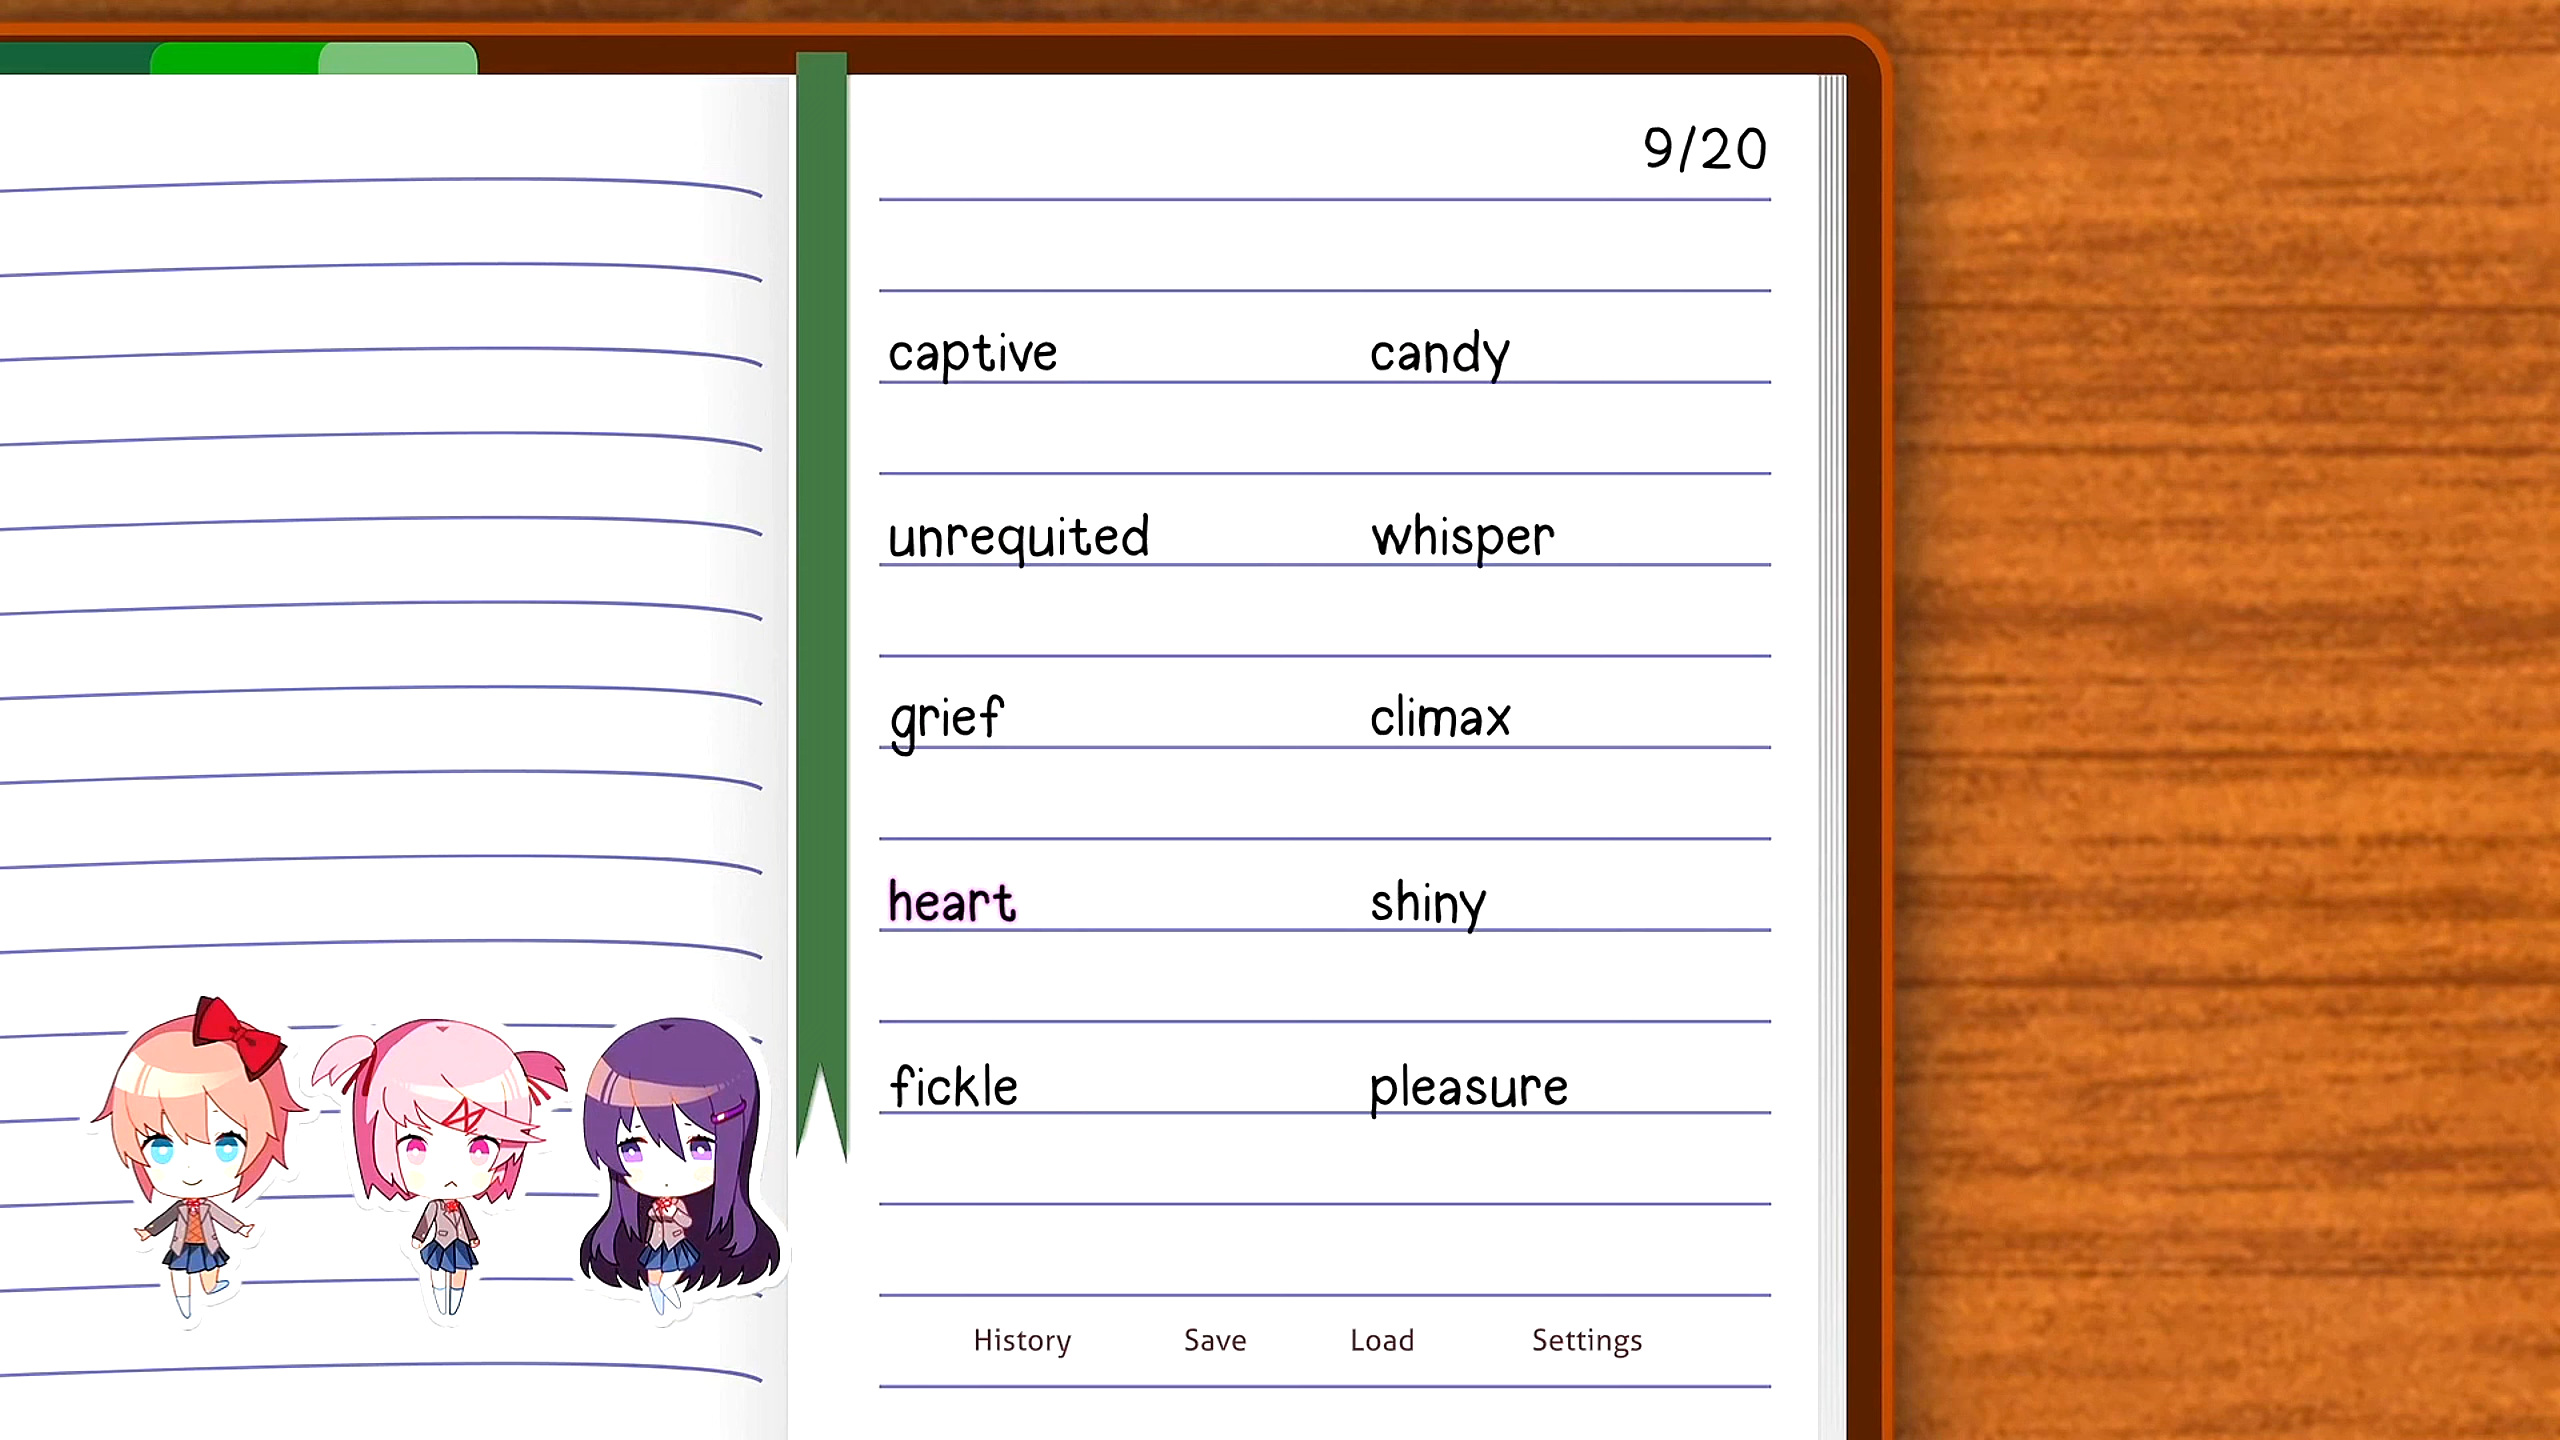 9/20
captive candy
unrequited whisper
grief climax
heart shiny
fickle pleasure
History Save Load Settings